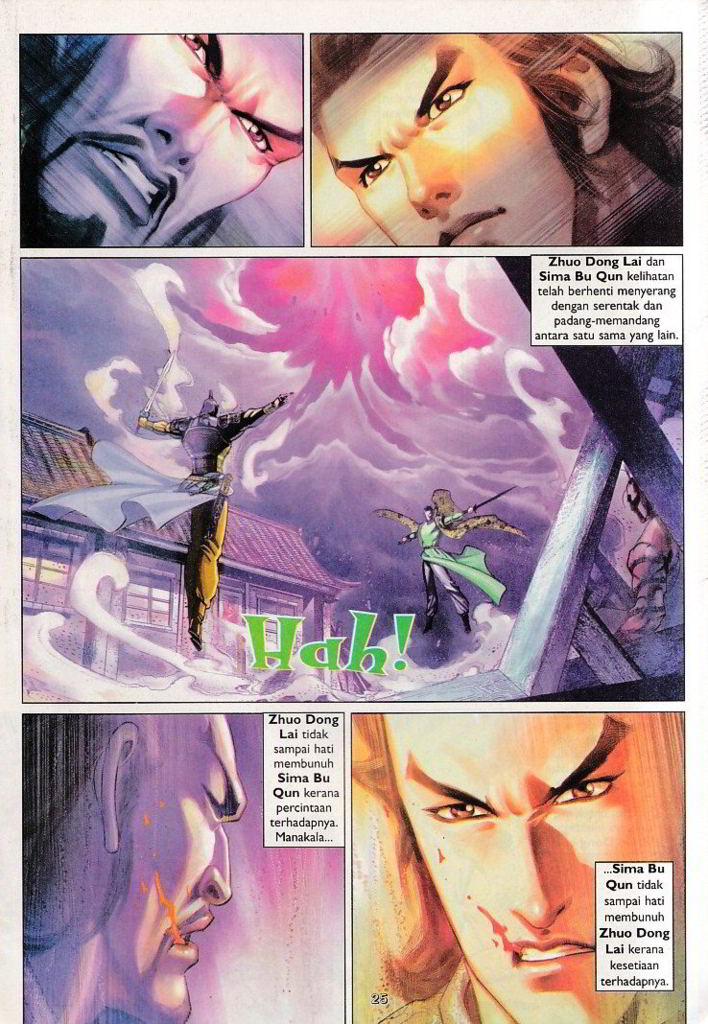 Zhuo Dong Lai dan
Sima Bu Qun kelihatan
telah berhenti menyerang
dengan serentak dan
padang-memandang
antara satu sama yang lain.
Hah!
Zhuo Dong
Lai tidak
sampai hati
membunuh
Sima Bu
Qun kerana
percintaan
terhadapnya.
Manakala...
...Sima Bu
Qun tidak
sampai hati
membunuh
Zhuo Dong
Lai kerana
kesetiaan
terhadapnya.
25